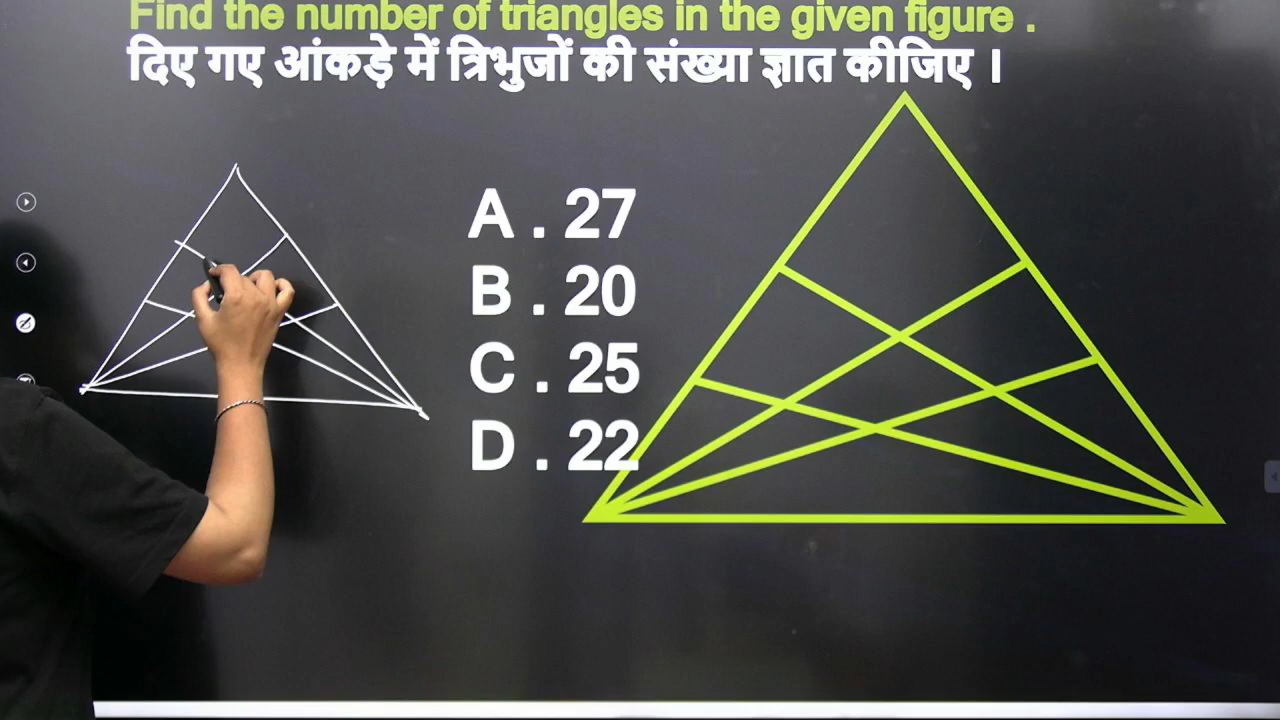 Find the number of triangles in the given figure .
दिए गए आंकड़े में त्रिभुजों की संख्या ज्ञात कीजिए ।
A . 27
B . 20
C . 25
D . 22